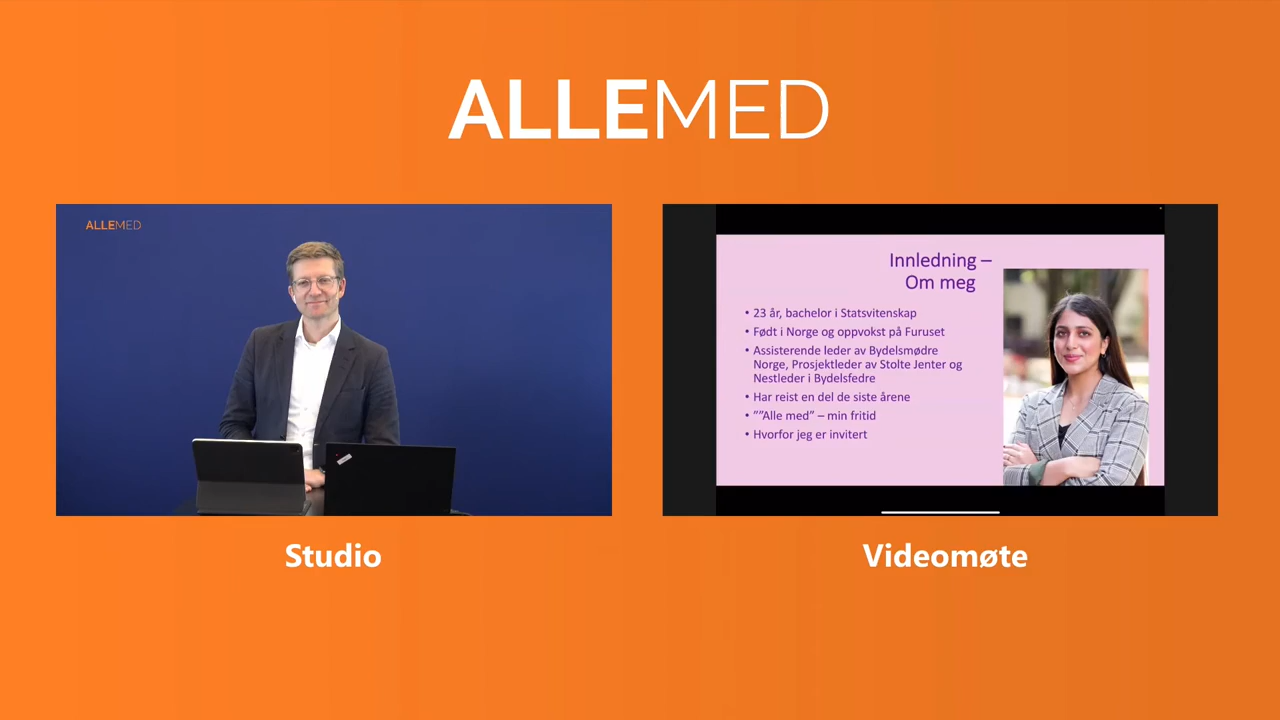 ALLEMED
ALLEMED
Innledning –
Om meg
• 23 år, bachelor i Statsvitenskap
• Født i Norge og oppvokst på Furuset
• Assisterende leder av Bydelsmødre
Norge, Prosjektleder av Stolte Jenter og
Nestleder i Bydelsfedre
• Har reist en del de siste årene
• ””Alle med” – min fritid
• Hvorfor jeg er invitert
Studio
Videomøte